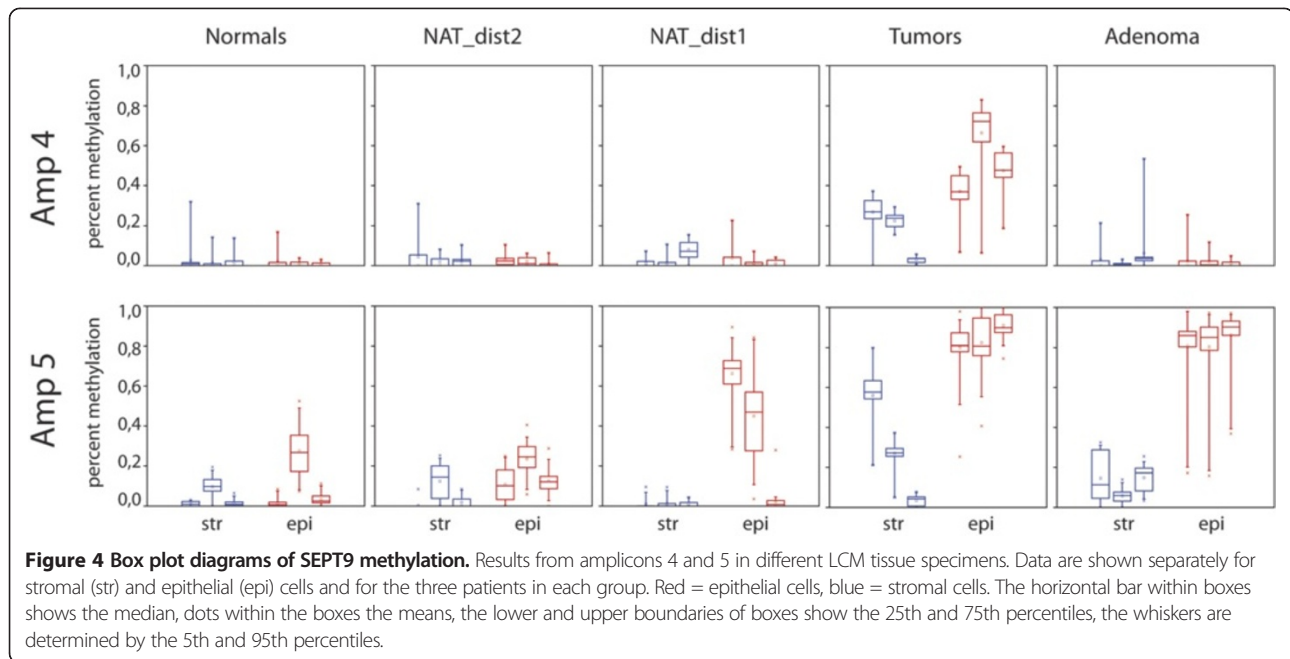 Normals NAT_dist2 NAT_dist1 Tumors Adenoma
Amp 4
percent methylation
1,0
0,8
0,6
0,4
0,2
0,0
Amp 5
percent methylation
1,0
0,8
0,6
0,4
0,2
0,0
str epi str epi str epi str epi str epi
Figure 4 Box plot diagrams of SEPT9 methylation. Results from amplicons 4 and 5 in different LCM tissue specimens. Data are shown separately for
stromal (str) and epithelial (epi) cells and for the three patients in each group. Red = epithelial cells, blue = stromal cells. The horizontal bar within boxes
shows the median, dots within the boxes the means, the lower and upper boundaries of boxes show the 25th and 75th percentiles, the whiskers are
determined by the 5th and 95th percentiles.